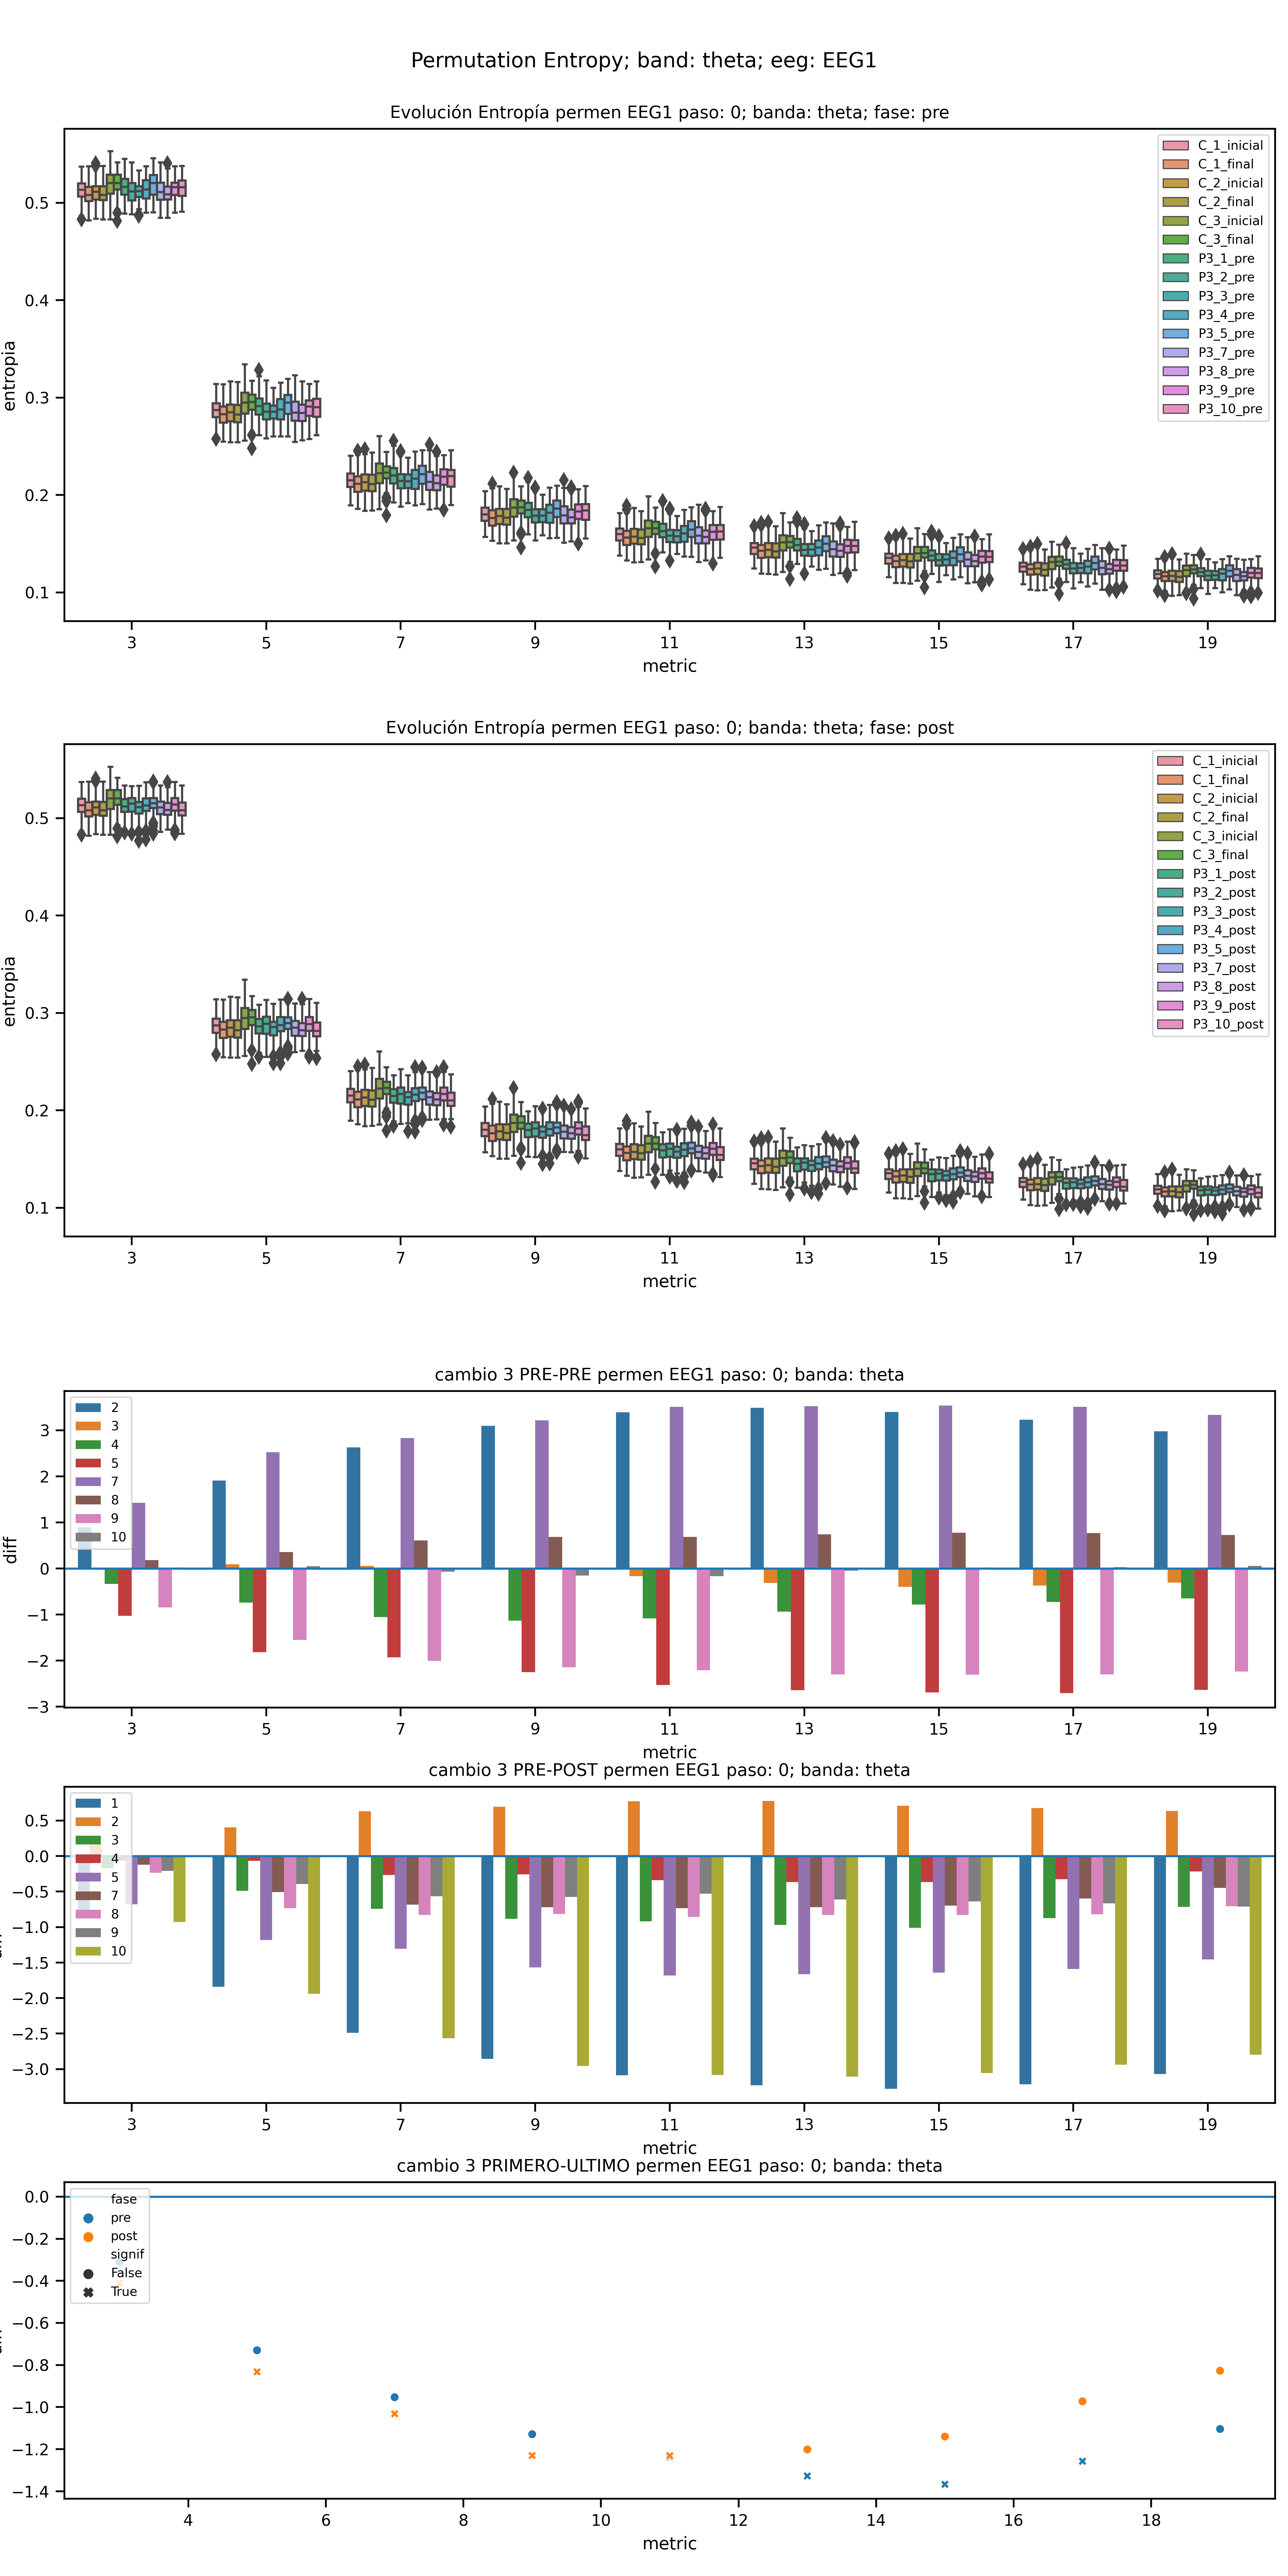 Permutation Entropy; band: theta; eeg: EEG1
Evolución Entropía permen EEG1 paso: 0; banda: theta; fase: pre
entropia
0.5
0.4
0.3
0.2
0.1
C_1_inicial
C_1_final
C_2_inicial
C_2_final
C_3_inicial
C_3_final
P3_1_pre
P3_2_pre
P3_3_pre
P3_4_pre
P3_5_pre
P3_7_pre
P3_8_pre
P3_9_pre
P3_10_pre
3 5 7 9 11 13 15 17 19
metric
Evolución Entropía permen EEG1 paso: 0; banda: theta; fase: post
entropia
0.5
0.4
0.3
0.2
0.1
C_1_inicial
C_1_final
C_2_inicial
C_2_final
C_3_inicial
C_3_final
P3_1_post
P3_2_post
P3_3_post
P3_4_post
P3_5_post
P3_7_post
P3_8_post
P3_9_post
P3_10_post
3 5 7 9 11 13 15 17 19
metric
cambio 3 PRE-PRE permen EEG1 paso: 0; banda: theta
diff
3
2
1
0
−1
−2
−3
2
3
4
5
7
8
9
10
3 5 7 9 11 13 15 17 19
metric
cambio 3 PRE-POST permen EEG1 paso: 0; banda: theta
0.5
0.0
−0.5
−1.0
−1.5
−2.0
−2.5
−3.0
1
2
3
4
5
7
8
9
10
3 5 7 9 11 13 15 17 19
metric
cambio 3 PRIMERO-ULTIMO permen EEG1 paso: 0; banda: theta
0.0
−0.2
−0.4
−0.6
−0.8
−1.0
−1.2
−1.4
fase
pre
post
signif
False
True
4 6 8 10 12 14 16 18
metric